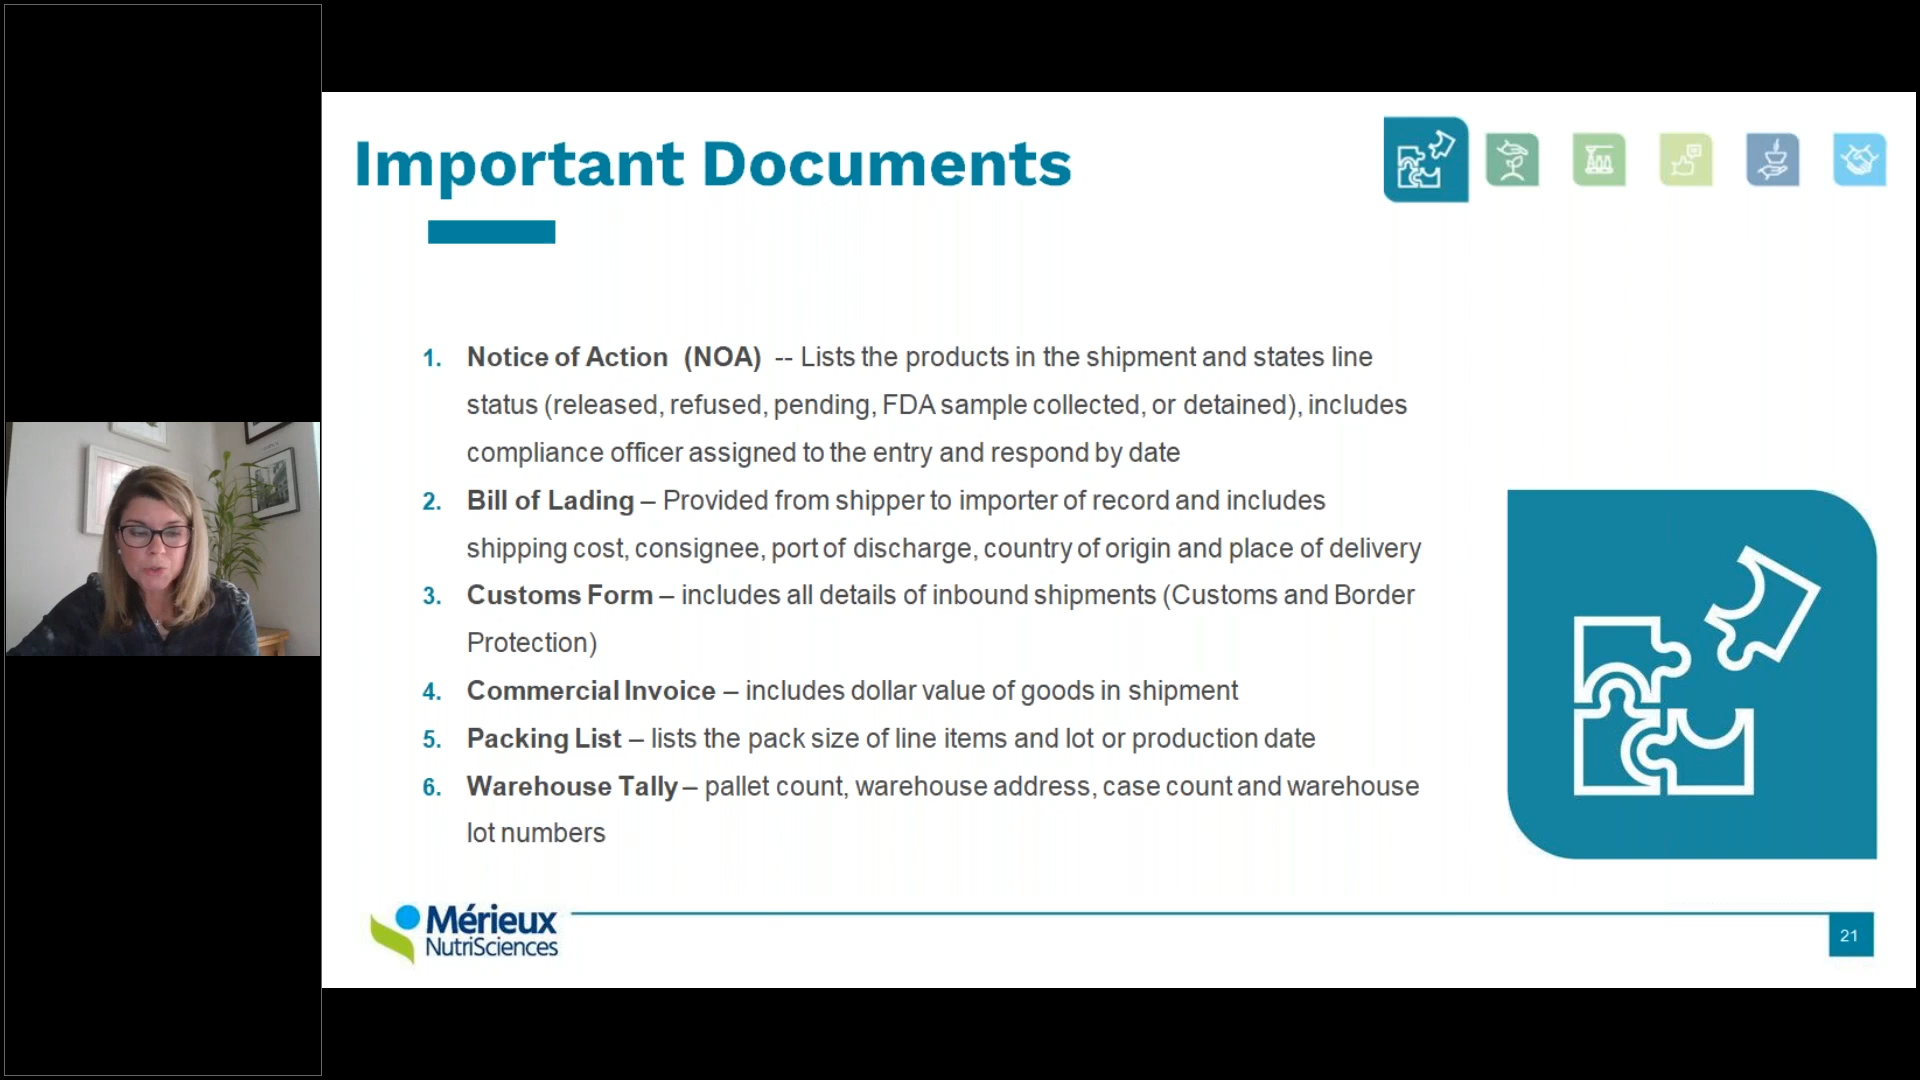 Important Documents
1. Notice of Action (NOA) -- Lists the products in the shipment and states line
status (released, refused, pending, FDA sample collected, or detained), includes
compliance officer assigned to the entry and respond by date
2. Bill of Lading – Provided from shipper to importer of record and includes
shipping cost, consignee, port of discharge, country of origin and place of delivery
3. Customs Form – includes all details of inbound shipments (Customs and Border
Protection)
4. Commercial Invoice – includes dollar value of goods in shipment
5. Packing List – lists the pack size of line items and lot or production date
6. Warehouse Tally – pallet count, warehouse address, case count and warehouse
lot numbers
Mérieux
NutriSciences
21